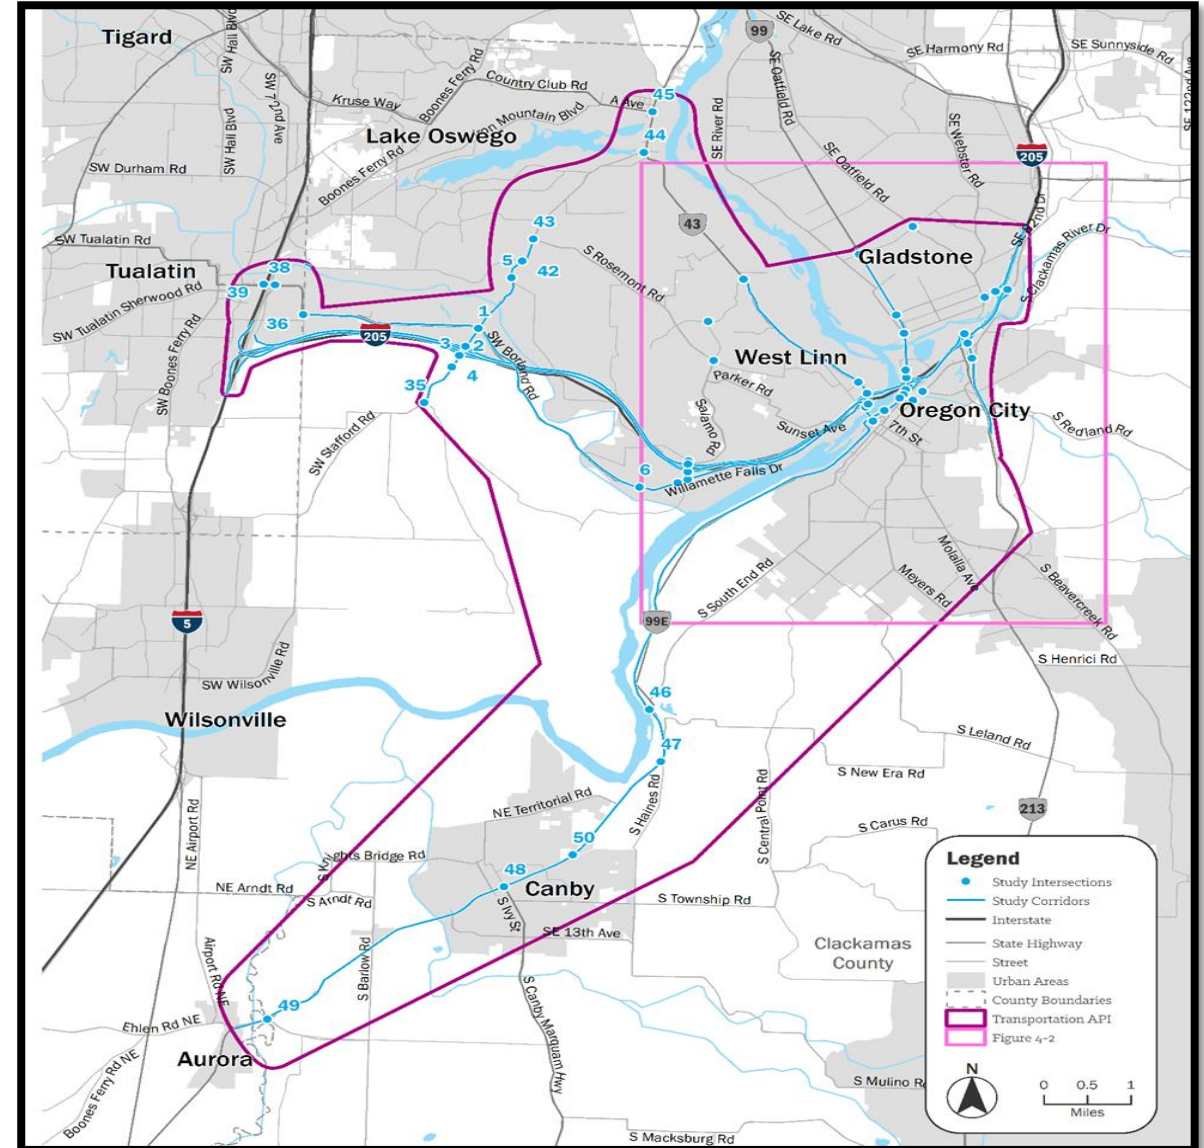 Tigard
SW Hall Blvd
SW 72nd Ave
SW Hall Blvd
Kruse Way
Boones Ferry Rd
Country Club Rd
A Ave
Mountain Blvd
Lake Oswego
Boones Ferry Rd
SW Durham Rd
45
44
99
SE Lake Rd
SE Harmony Rd
SE Sunnyside Rd
SE 122nd Ave
SE Oatfield Rd
SE River Rd
SE Oatfield Rd
SE Webster Rd
205
43
SE 82nd Dr
S Clackamas River Dr
Gladstone
SW Tualatin Rd
Tualatin
SW Tualatin Sherwood Rd
SW Boones Ferry Rd
38
39
36
205
43
5
42
1
2
3
4
35
S Rosemont Rd
SW Borland Rd
West Linn
Parker Rd
Salamo Rd
Sunset Ave
Oregon City
7th St
S Redland Rd
SW Stafford Rd
6
Willamette Falls Dr
5
SW Wilsonville Rd
Wilsonville
S South End Rd
Meyers Rd
Molalla Ave
S Beavercreek Rd
99E
S Henrici Rd
46
47
S Leland Rd
S New Era Rd
S Central Point Rd
S Haines Rd
NE Territorial Rd
NE Airport Rd
S Knights Bridge Rd
213
S Carus Rd
50
48
Canby
NE Arndt Rd
S Arndt Rd
S Ivy St
S Township Rd
SE 13th Ave
Airport Rd NE
S Barlow Rd
Clackamas
County
49
Ehlen Rd NE
Aurora
Boones Ferry Rd NE
S Canby Marquam Hwy
S Mulino Rd
S Macksburg Rd
Legend
Study Intersections
Study Corridors
Interstate
State Highway
Street
Urban Areas
County Boundaries
Transportation API
Figure 4-2
N
0 0.5 1
Miles